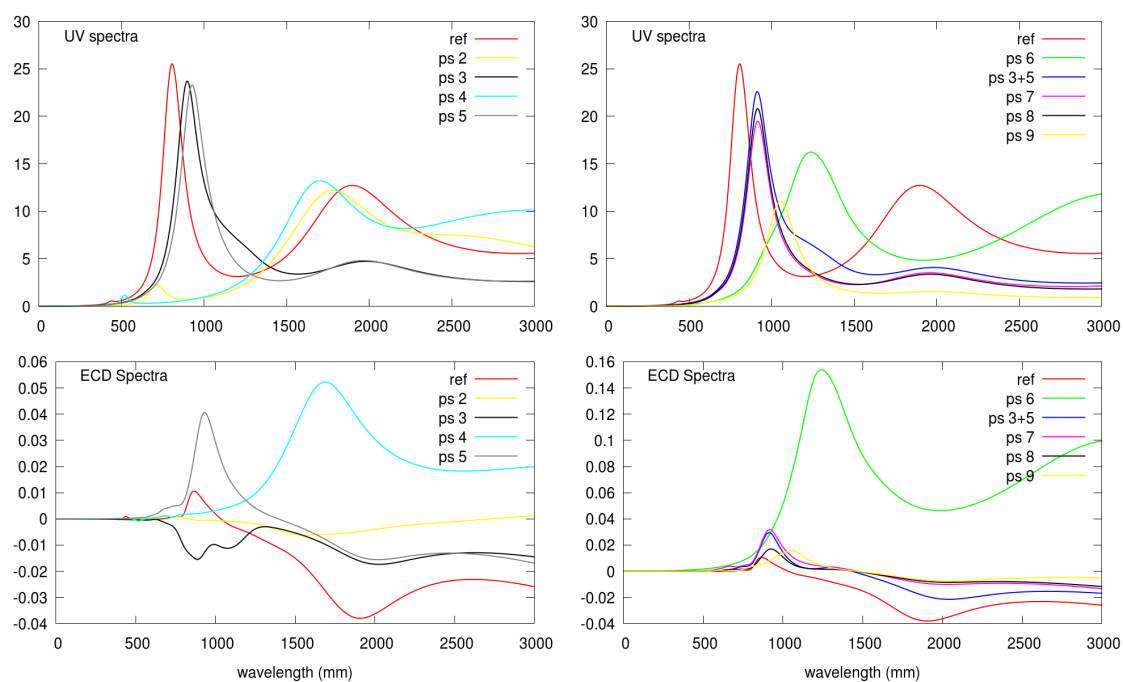 UV spectra
ref
ps 2
ps 3
ps 4
ps 5
30
25
20
15
10
5
0
0 500 1000 1500 2000 2500 3000
UV spectra
ref
ps 6
ps 3+5
ps 7
ps 8
ps 9
30
25
20
15
10
5
0
0 500 1000 1500 2000 2500 3000
ECD Spectra
ref
ps 2
ps 3
ps 4
ps 5
0.06
0.05
0.04
0.03
0.02
0.01
0
-0.01
-0.02
-0.03
-0.04
0 500 1000 1500 2000 2500 3000
wavelength (mm)
ECD Spectra
ref
ps 6
ps 3+5
ps 7
ps 8
ps 9
0.16
0.14
0.12
0.1
0.08
0.06
0.04
0.02
0
-0.02
-0.04
0 500 1000 1500 2000 2500 3000
wavelength (mm)